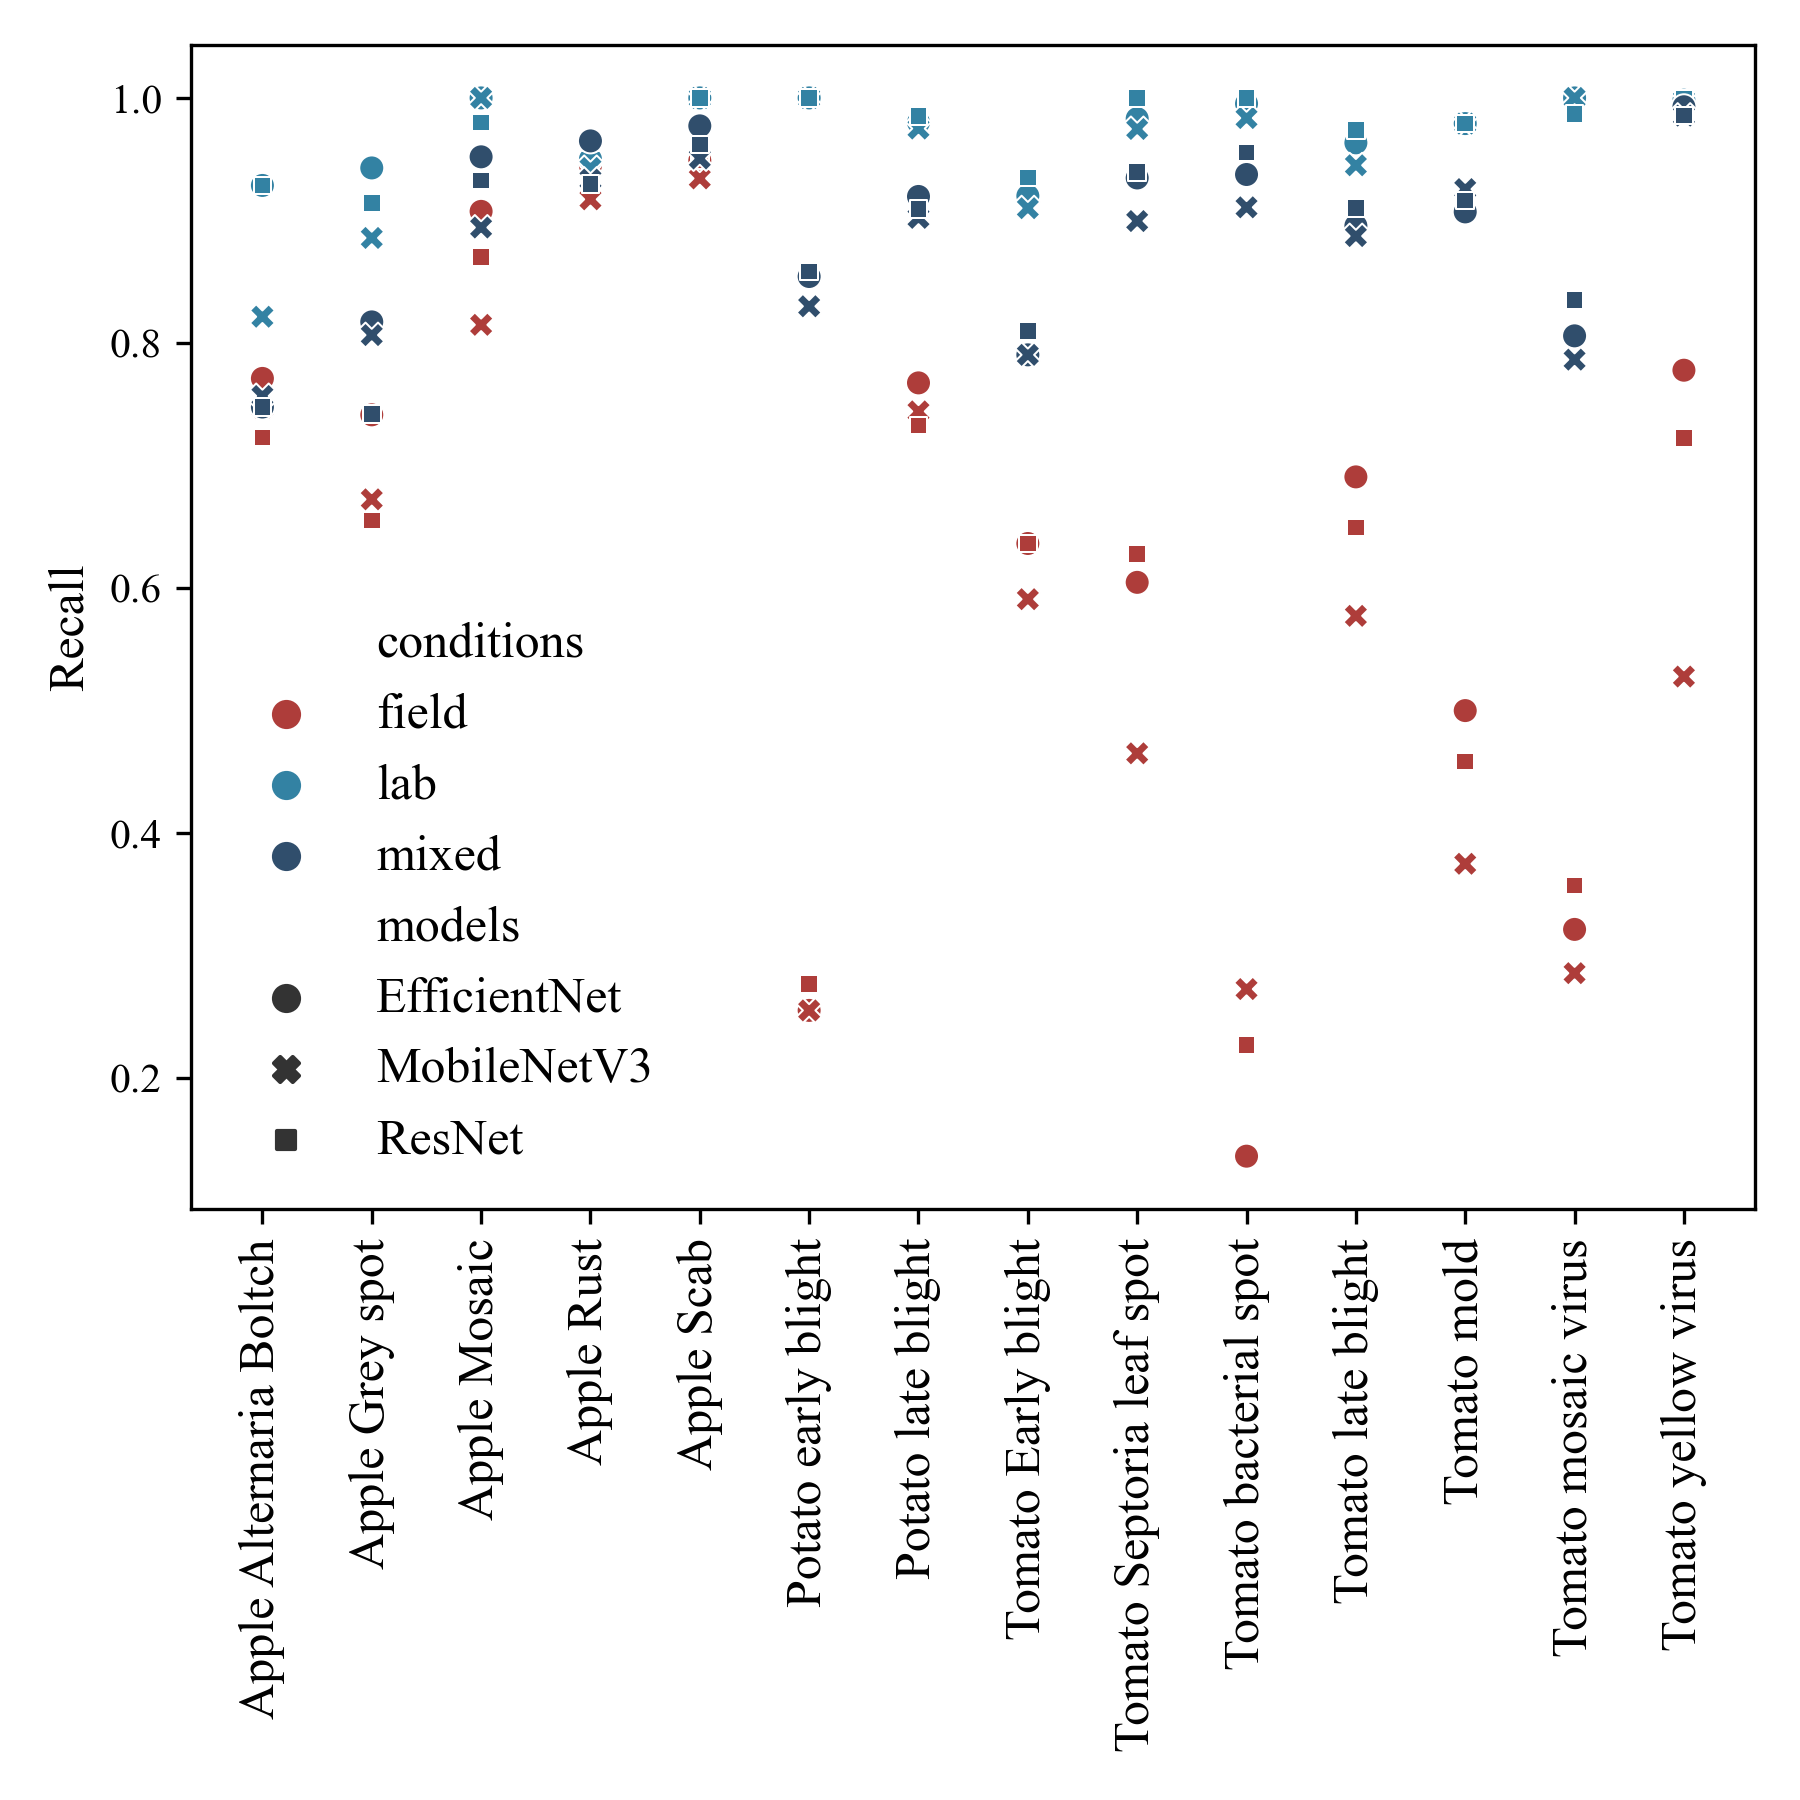 1.0
0.8
0.6
0.4
0.2
Recall
conditions
field
lab
mixed
models
EfficientNet
MobileNetV3
ResNet
Apple Alternaria Boltch
Apple Grey spot
Apple Mosaic
Apple Rust
Apple Scab
Potato early blight
Potato late blight
Tomato Early blight
Tomato Septoria leaf spot
Tomato bacterial spot
Tomato late blight
Tomato mold
Tomato mosaic virus
Tomato yellow virus